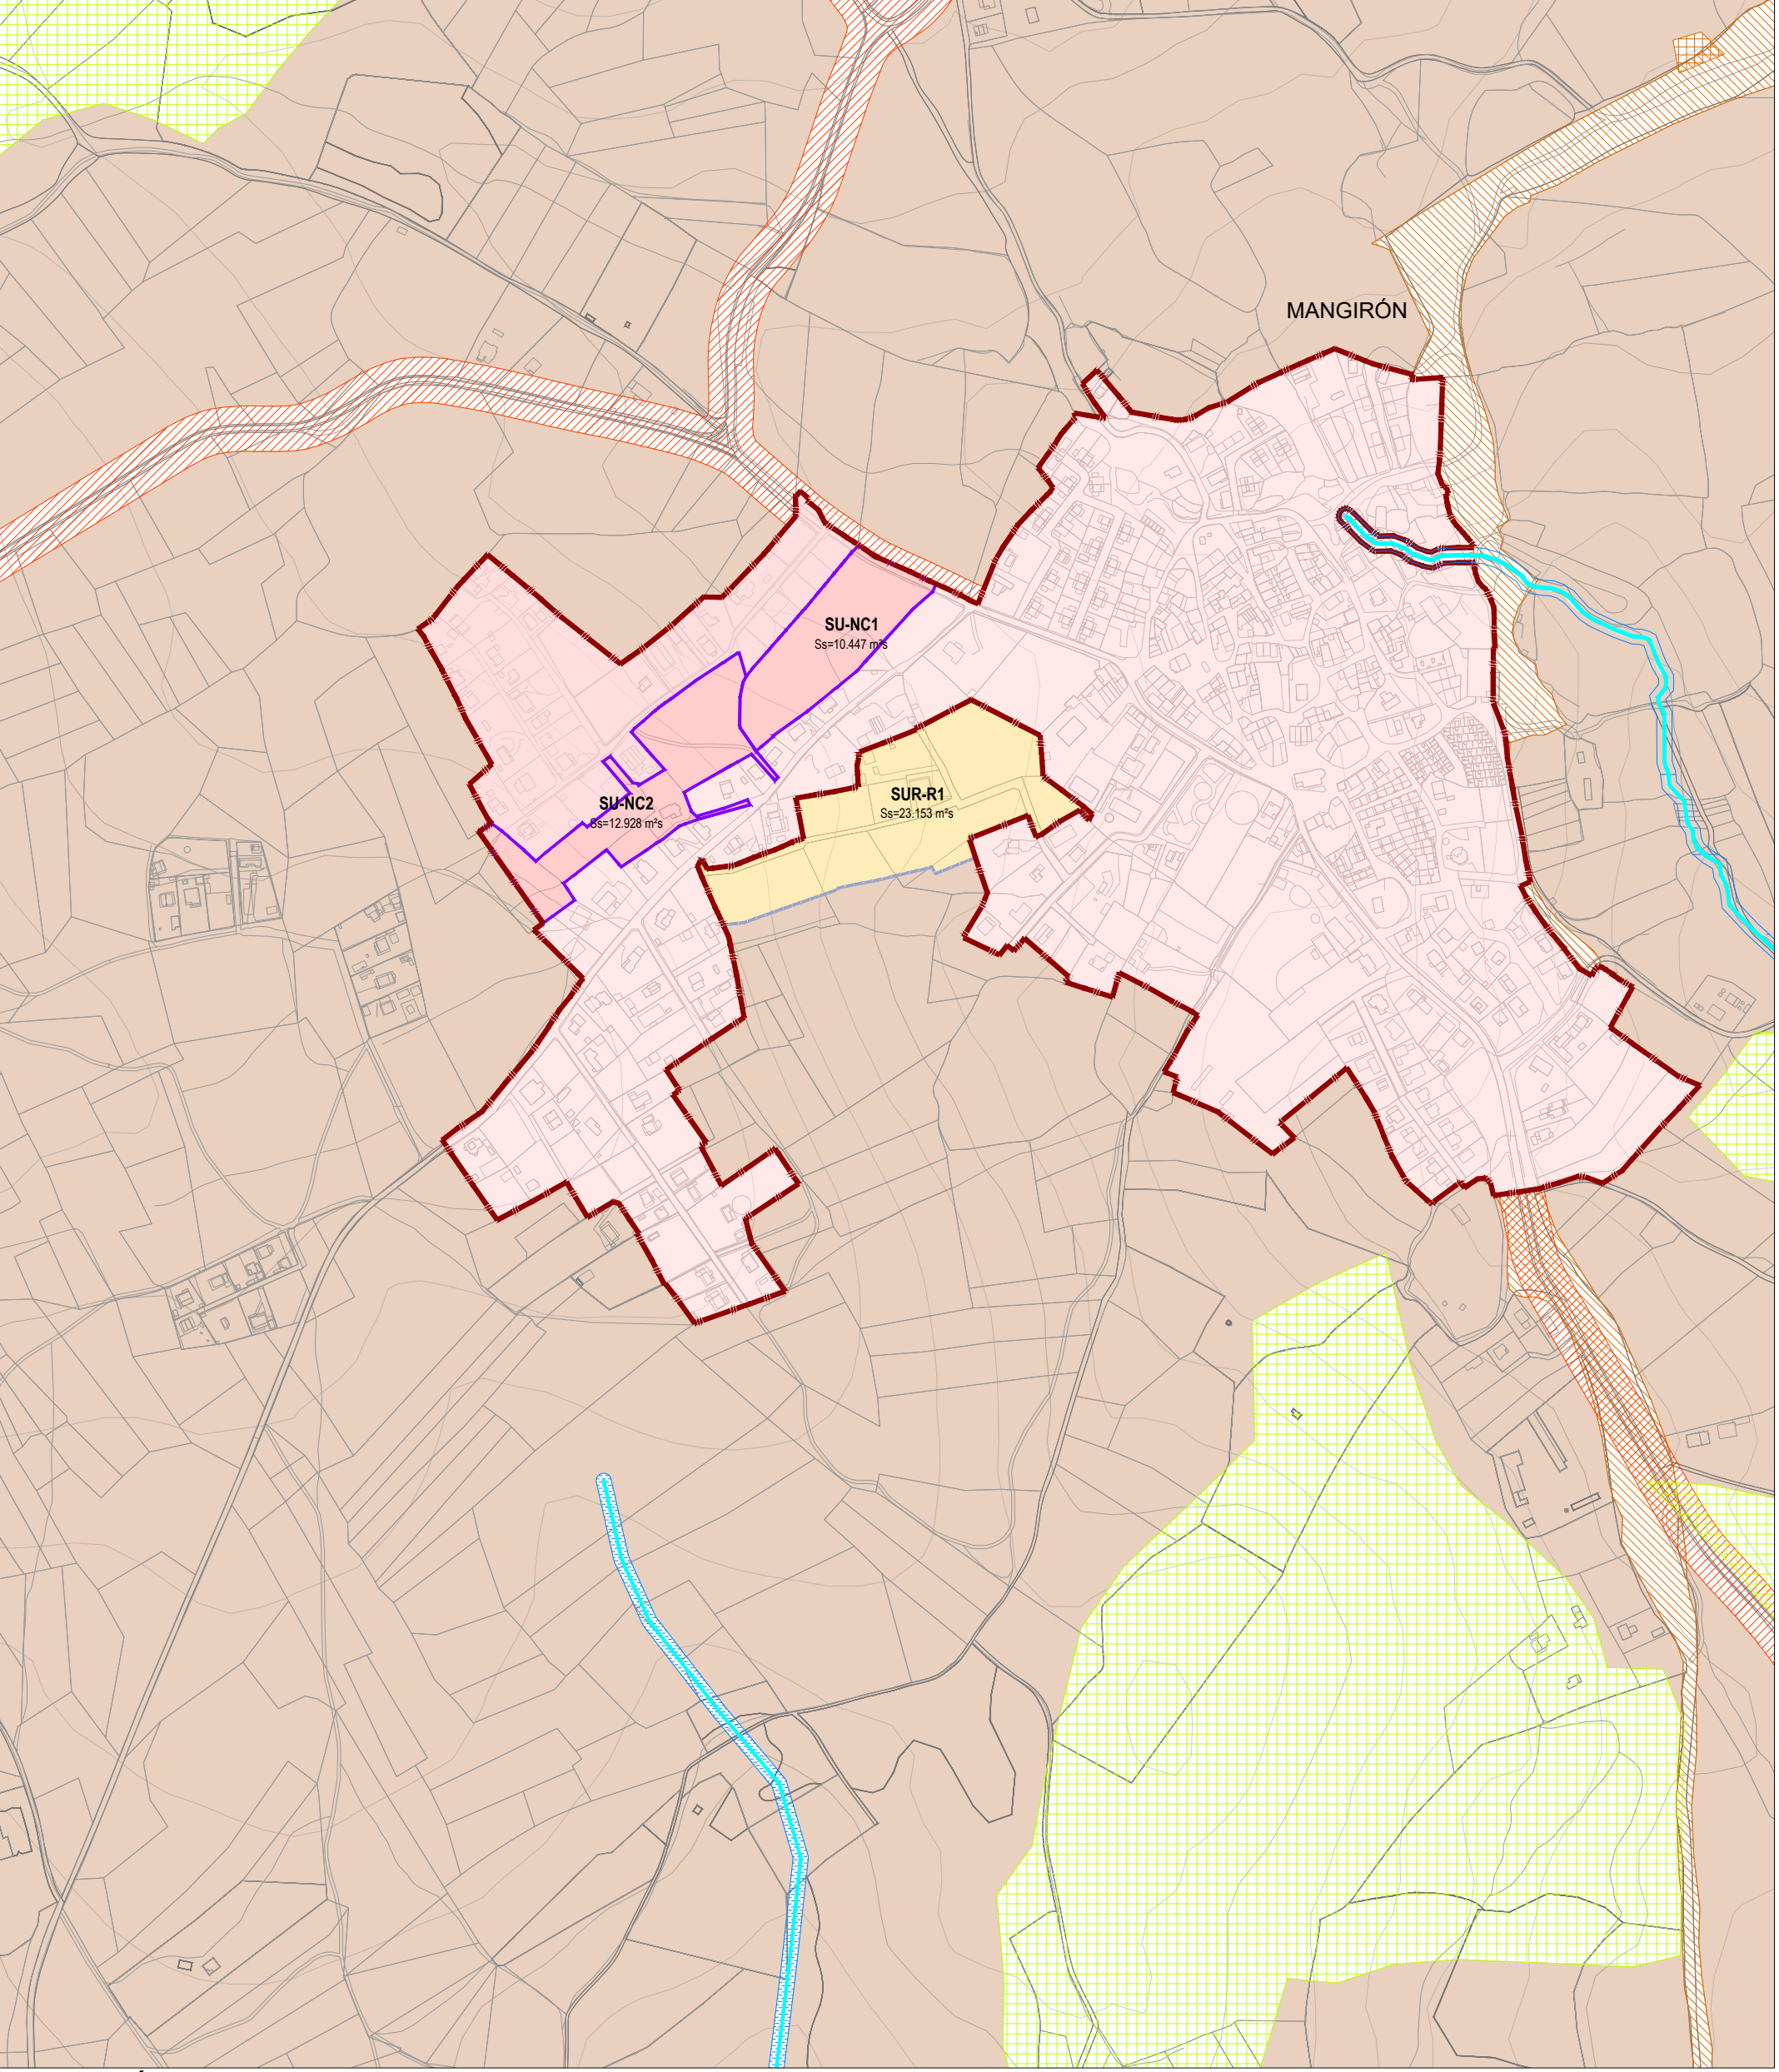 MANGIRÓN
SU-NC1
Ss=10.447 m²s
SUR-R1
Ss=23.153 m²s
SU-NC2
Ss=12.928 m²s